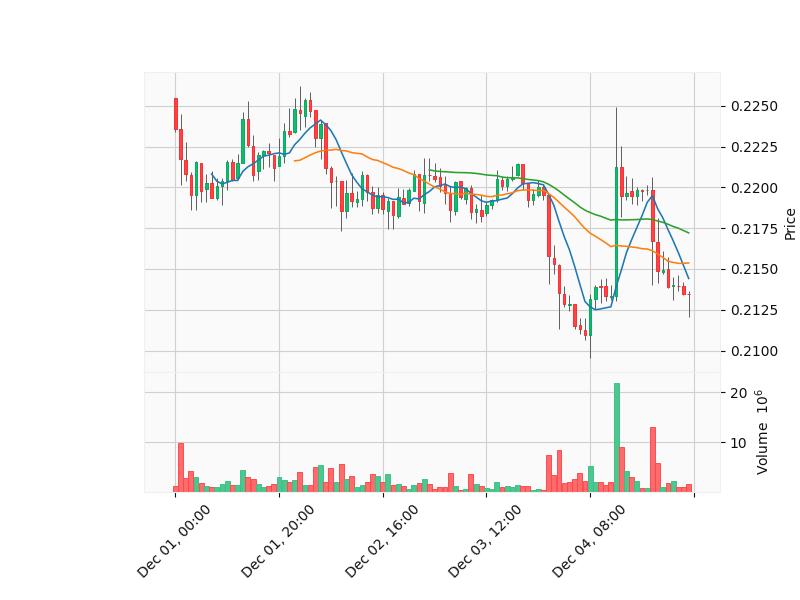 0.2250
0.2225
0.2200
0.2175
0.2150
0.2125
0.2100
Price
20
10
Volume 10⁶
Dec 01, 00:00
Dec 01, 20:00
Dec 02, 16:00
Dec 03, 12:00
Dec 04, 08:00